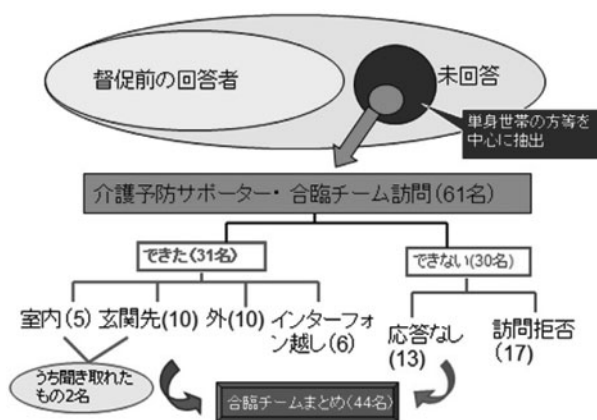 督促前の回答者
未回答
単身世帯の方等を
中心に抽出
介護予防サポーター・合臨チーム訪問(61名)
できた(31名)
できない(30名)
室内(5)
玄関先(10)
外(10)
インターフォ
ン越し(6)
応答なし
(13)
訪問拒否
(17)
うち聞き取れた
もの2名
合臨チームまとめ(44名)